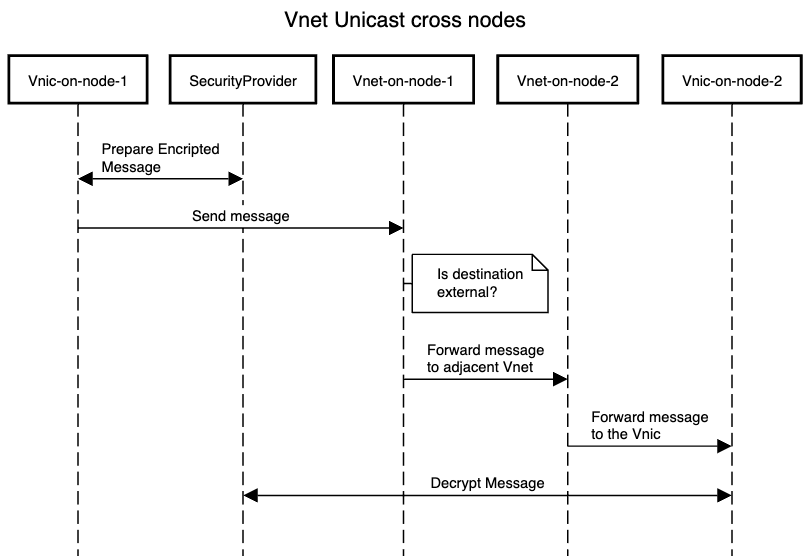 Vnet Unicast cross nodes
Vnic-on-node-1
SecurityProvider
Vnet-on-node-1
Vnet-on-node-2
Vnic-on-node-2
Prepare Encripted
Message
Send message
Is destination
external?
Forward message
to adjacent Vnet
Forward message
to the Vnic
Decrypt Message